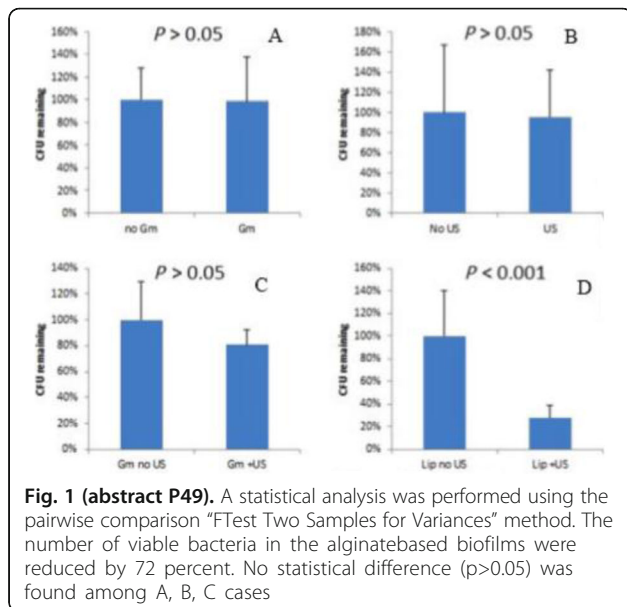 160%
140%
120%
100%
80%
60%
40%
20%
0%
CFU remaining
P > 0.05
A
no Gm
Gm
180%
160%
140%
120%
100%
80%
60%
40%
20%
0%
CFU remaining
P > 0.05
B
No US
US
140%
120%
100%
80%
60%
40%
20%
0%
CFU remaining
P > 0.05
C
Gm no US
Gm +US
160%
140%
120%
100%
80%
60%
40%
20%
0%
CFU remaining
P < 0.001
D
Lip no US
Lip +US
Fig. 1 (abstract P49). A statistical analysis was performed using the
pairwise comparison “FTest Two Samples for Variances” method. The
number of viable bacteria in the alginatebased biofilms were
reduced by 72 percent. No statistical difference (p>0.05) was
found among A, B, C cases